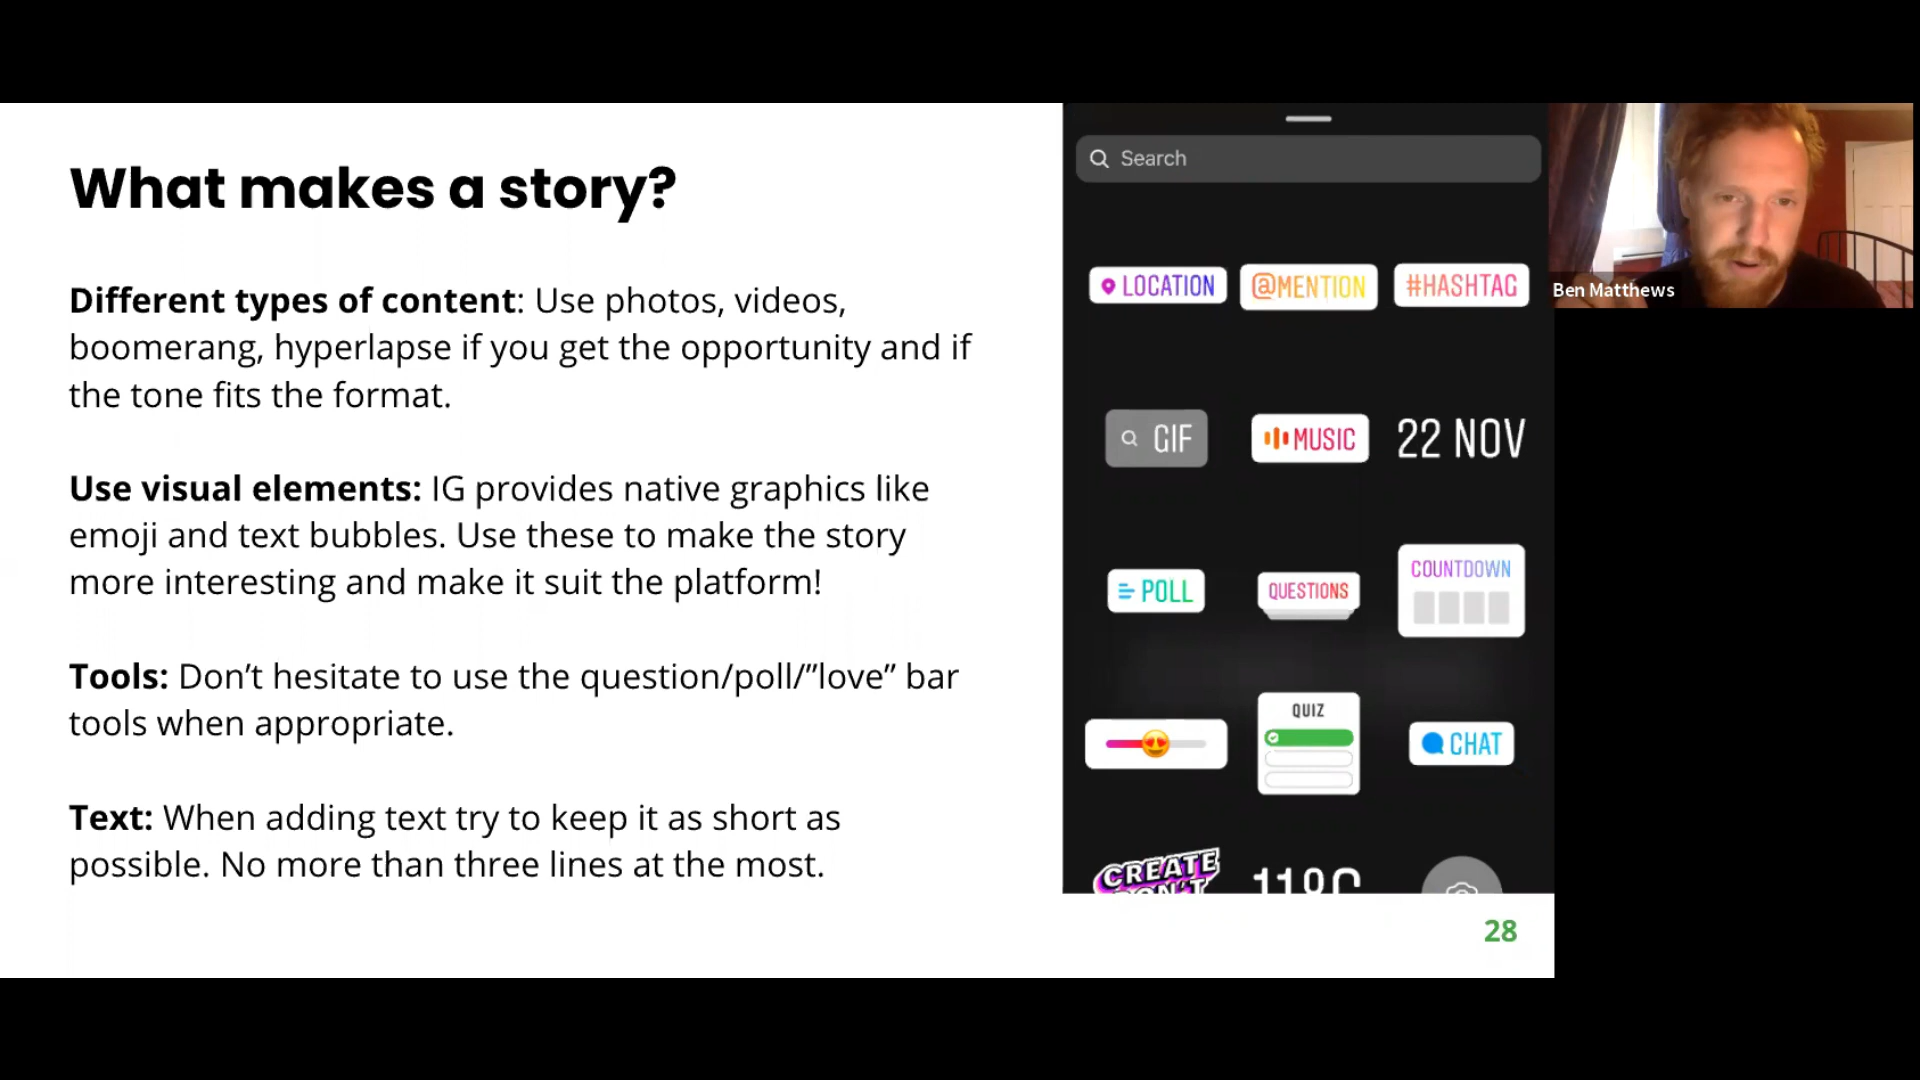 What makes a story?
Different types of content: Use photos, videos,
boomerang, hyperlapse if you get the opportunity and if
the tone fits the format.
Use visual elements: IG provides native graphics like
emoji and text bubbles. Use these to make the story
more interesting and make it suit the platform!
Tools: Don’t hesitate to use the question/poll/”love” bar
tools when appropriate.
Text: When adding text try to keep it as short as
possible. No more than three lines at the most.
Search
LOCATION @MENTION #HASHTAG
GIF MUSIC 22 NOV
POLL QUESTIONS COUNTDOWN
QUIZ
CHAT
CREATE
DON'T
11°C
28
Ben Matthews